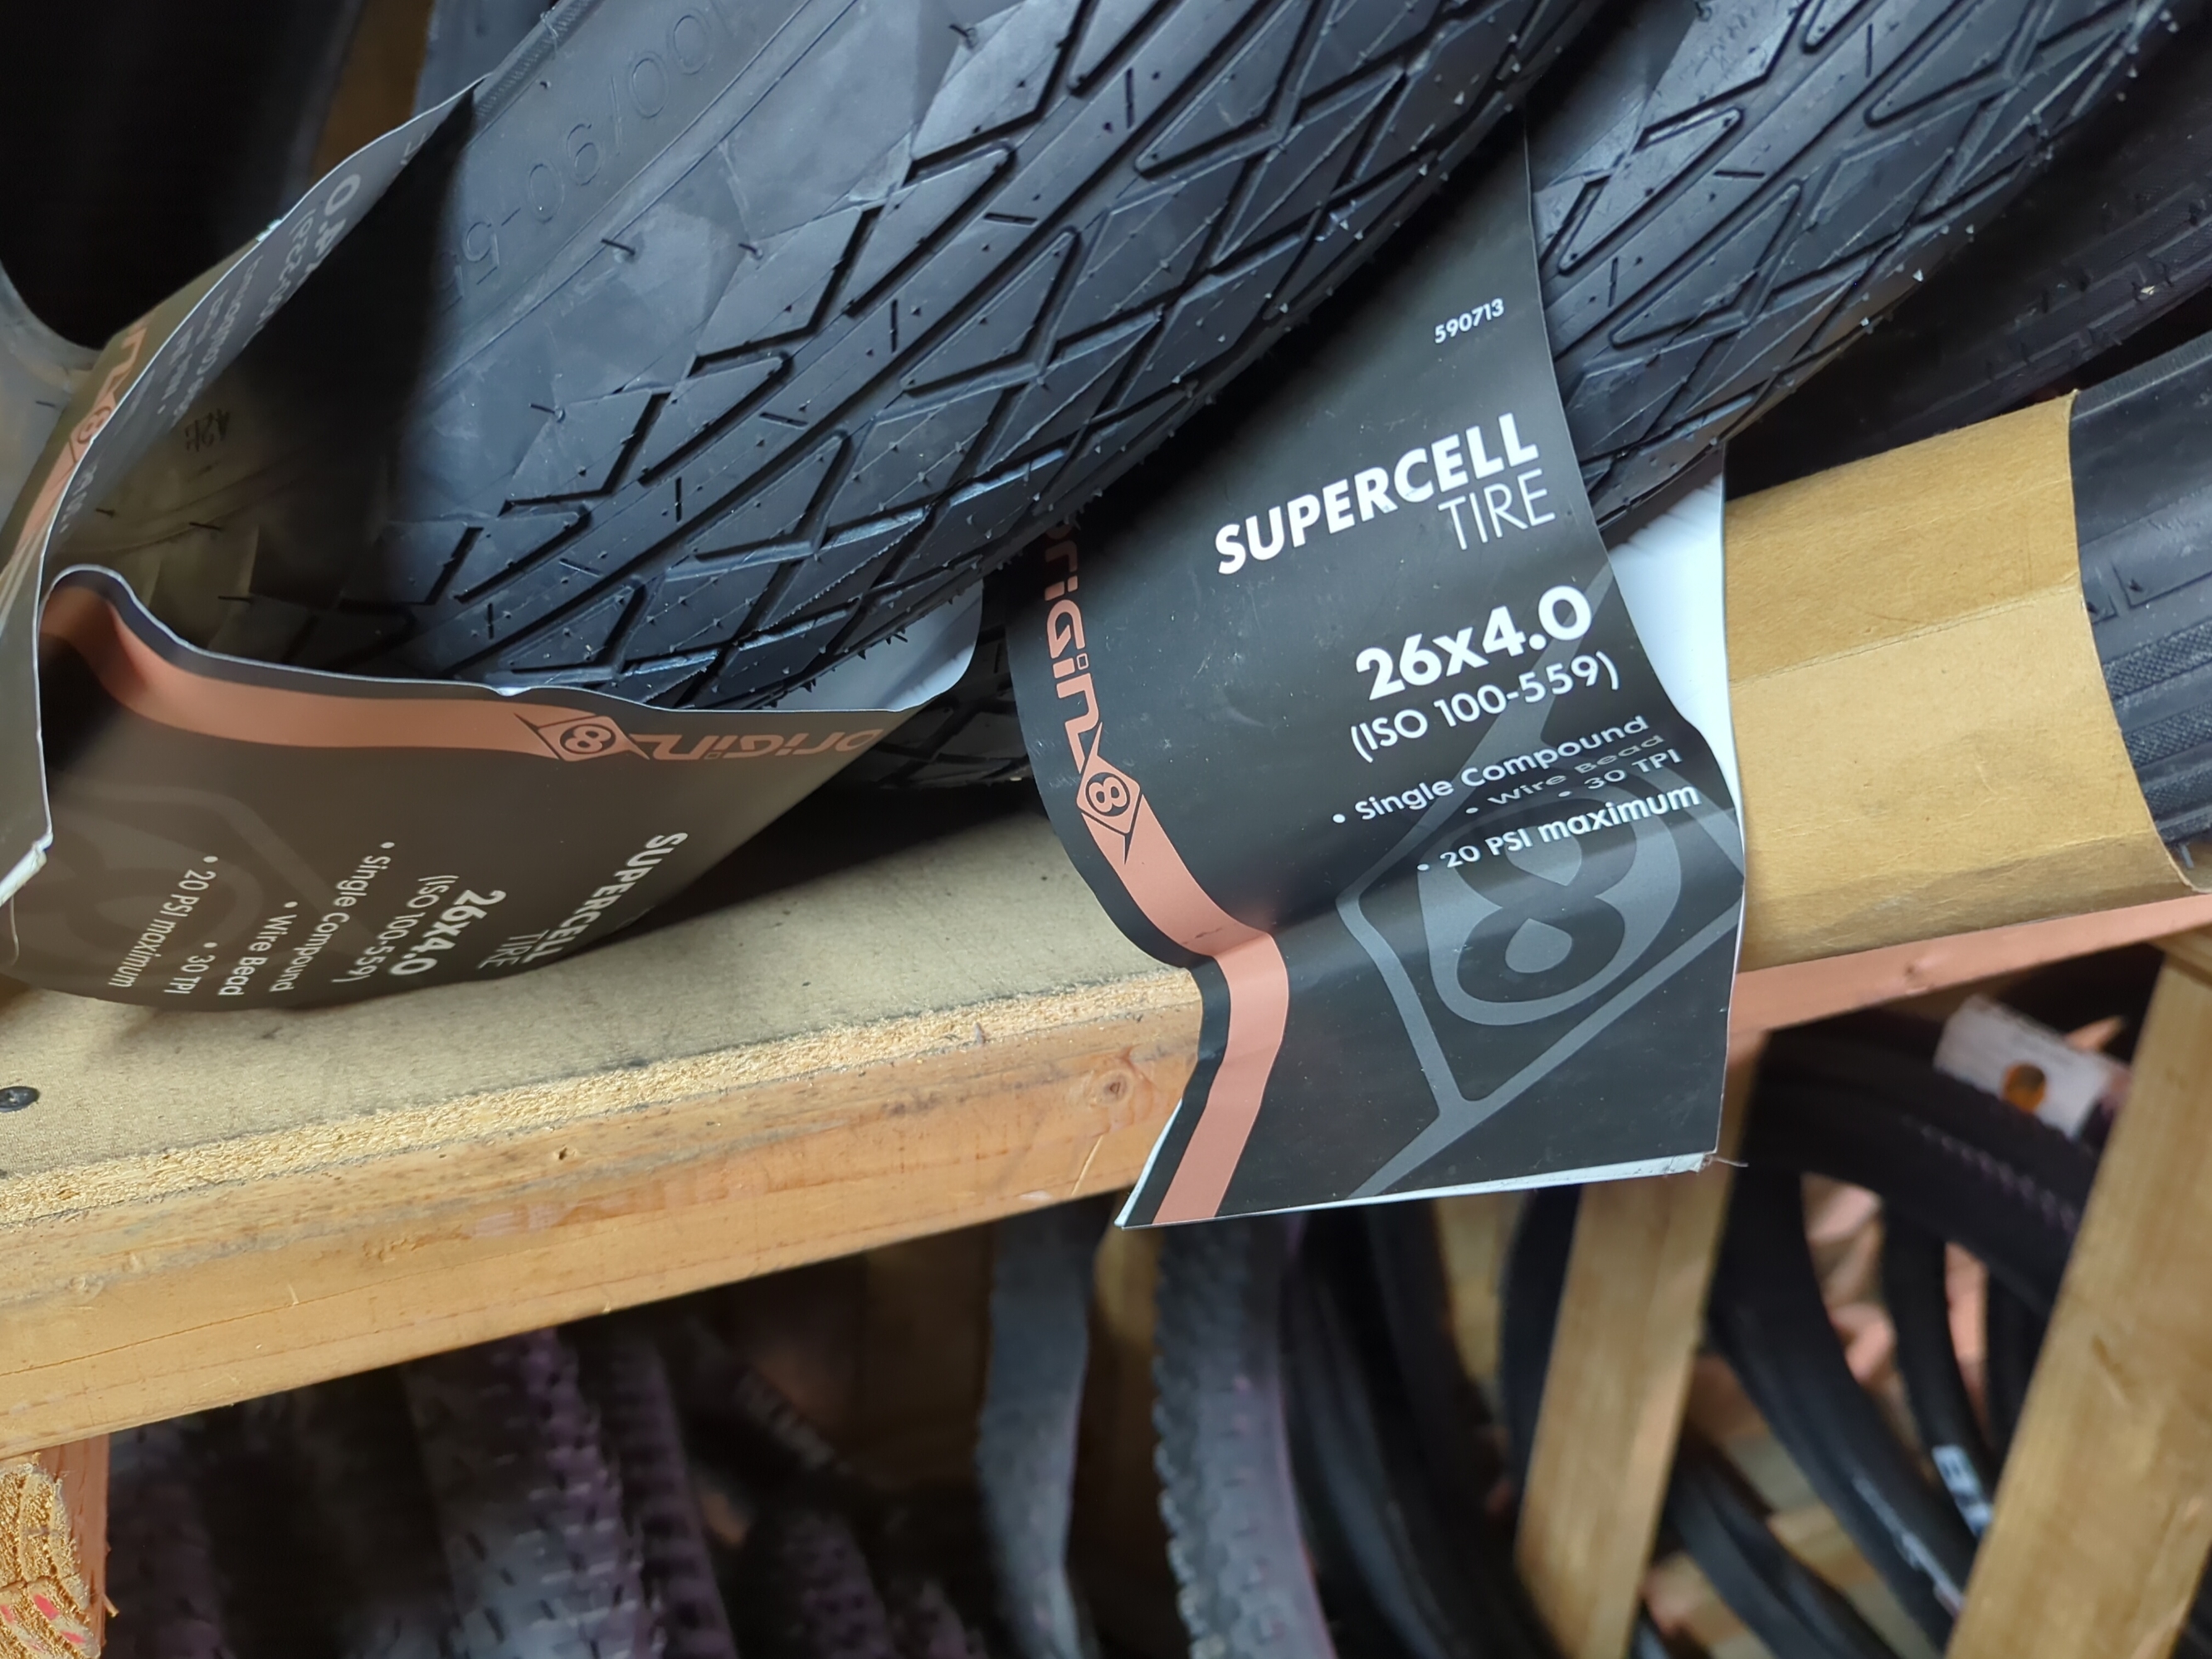 590713
SUPERCELL
TIRE
26x4.0
(ISO 100-559)
• Single Compound
• Wire Bead
• 30 TPI
• 20 PSI maximum
ORIGIN8
8
ORIGIN8
SUPERCELL
TIRE
26x4.0
(ISO 100-559)
• Single Compound
• Wire Bead
• 30 TPI
• 20 PSI maximum